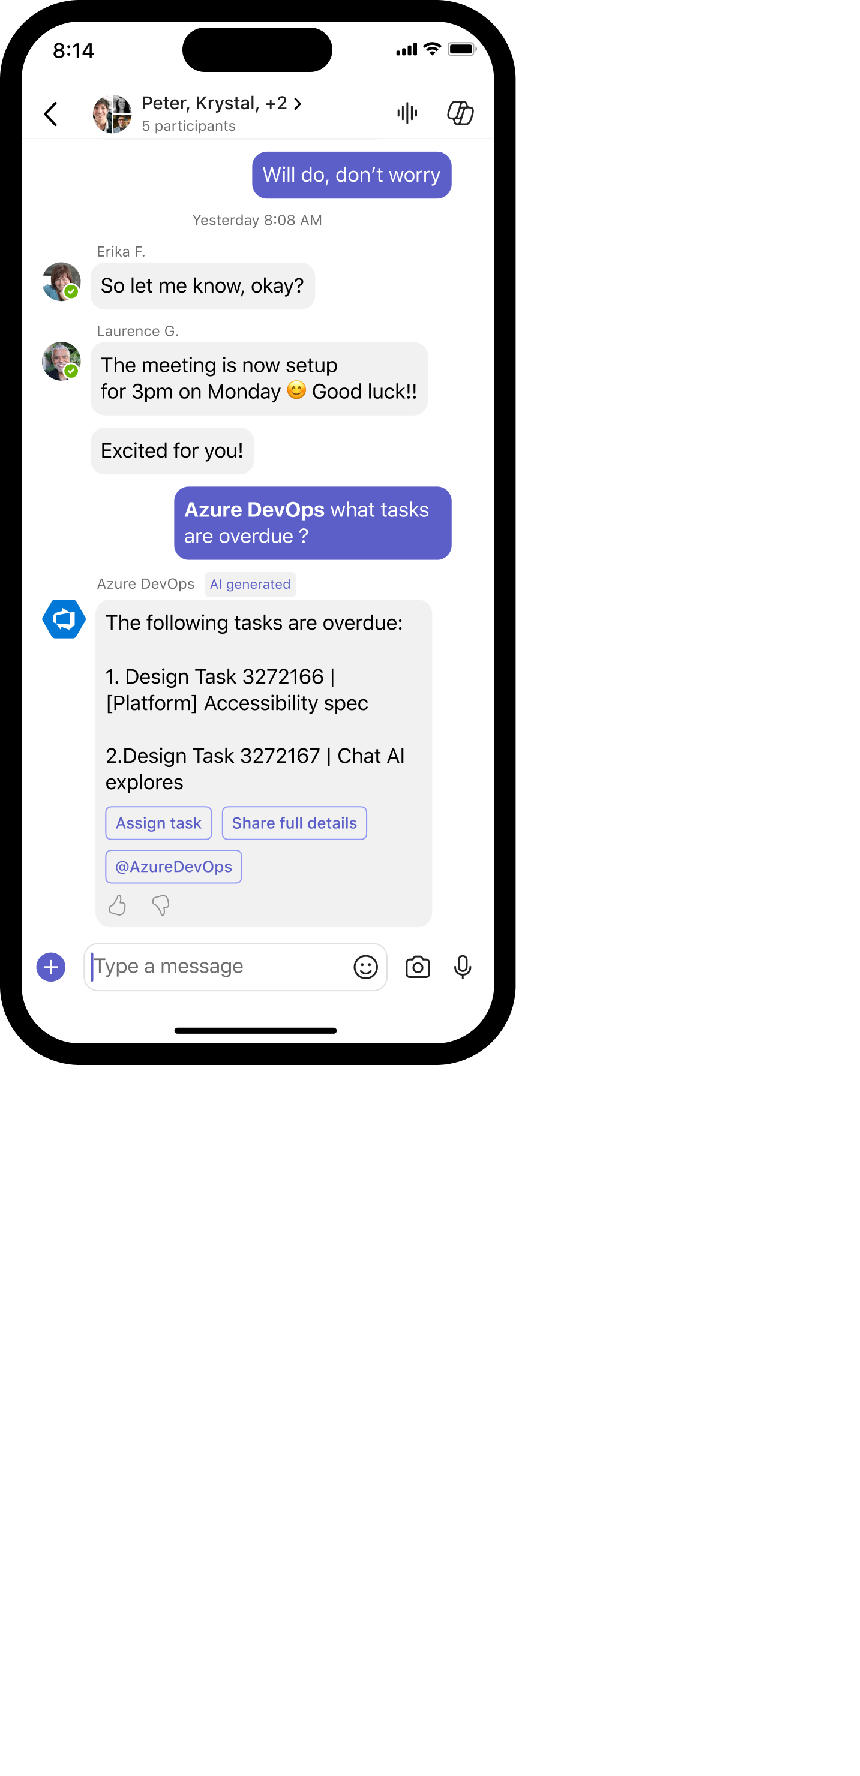 8:14
Peter, Krystal, +2
5 participants
Will do, don’t worry
Yesterday 8:08 AM
Erika F.
So let me know, okay?
Laurence G.
The meeting is now setup
for 3pm on Monday 😊 Good luck!!
Excited for you!
Azure DevOps what tasks
are overdue ?
Azure DevOps AI generated
The following tasks are overdue:
1. Design Task 3272166 |
[Platform] Accessibility spec
2.Design Task 3272167 | Chat AI
explores
Assign task Share full details
@AzureDevOps
Type a message